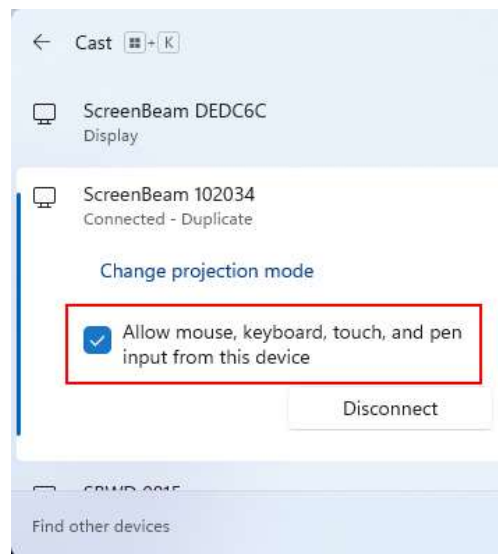 Cast + K
ScreenBeam DEDC6C
Display
ScreenBeam 102034
Connected - Duplicate
Change projection mode
Allow mouse, keyboard, touch, and pen
input from this device
Disconnect
Find other devices